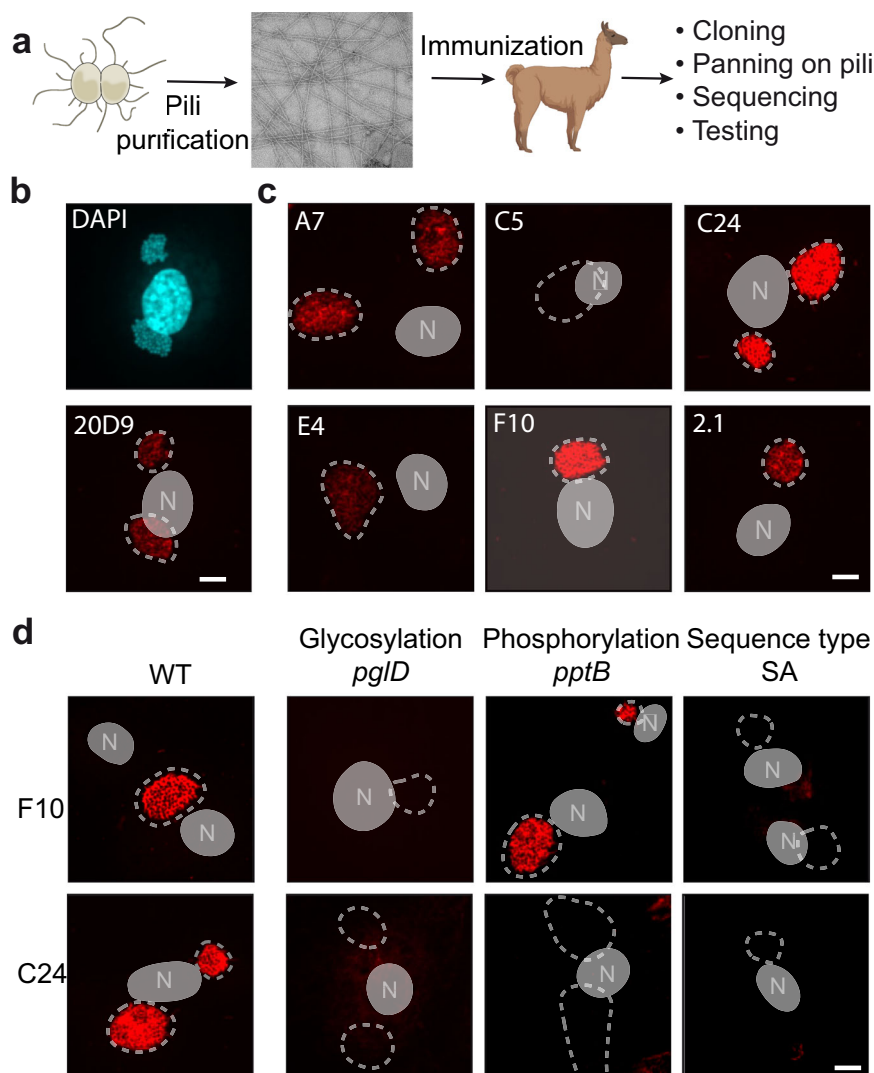 a
Pili
purification
Immunization
• Cloning
• Panning on pili
• Sequencing
• Testing
b
DAPI
20D9
N
c
A7
N
C5
N
C24
N
E4
N
F10
N
2.1
N
d
WT
Glycosylation
pglD
Phosphorylation
pptB
Sequence type
SA
F10
N
N
N
N
N
N
N
C24
N
N
N
N